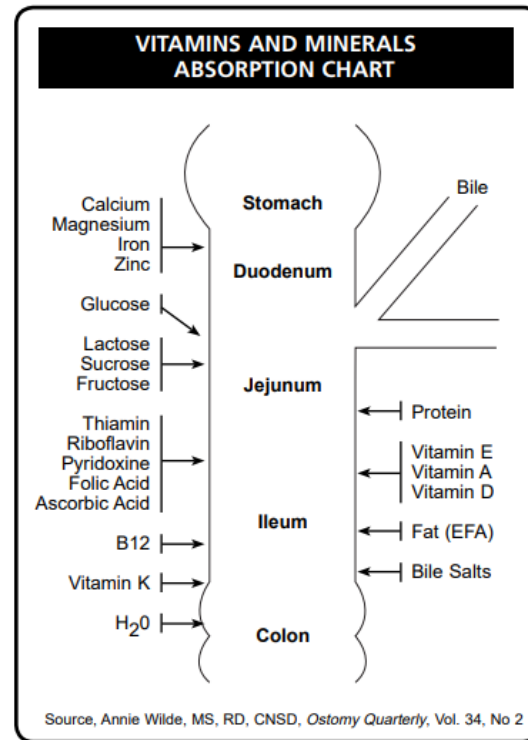 VITAMINS AND MINERALS
ABSORPTION CHART
Stomach
Bile
Calcium
Magnesium
Iron
Zinc
Duodenum
Glucose
Lactose
Sucrose
Fructose
Jejunum
Protein
Thiamin
Riboflavin
Pyridoxine
Folic Acid
Ascorbic Acid
Vitamin E
Vitamin A
Vitamin D
Ileum
Fat (EFA)
B12
Bile Salts
Vitamin K
H20
Colon
Source, Annie Wilde, MS, RD, CNSD, Ostomy Quarterly, Vol. 34, No 2